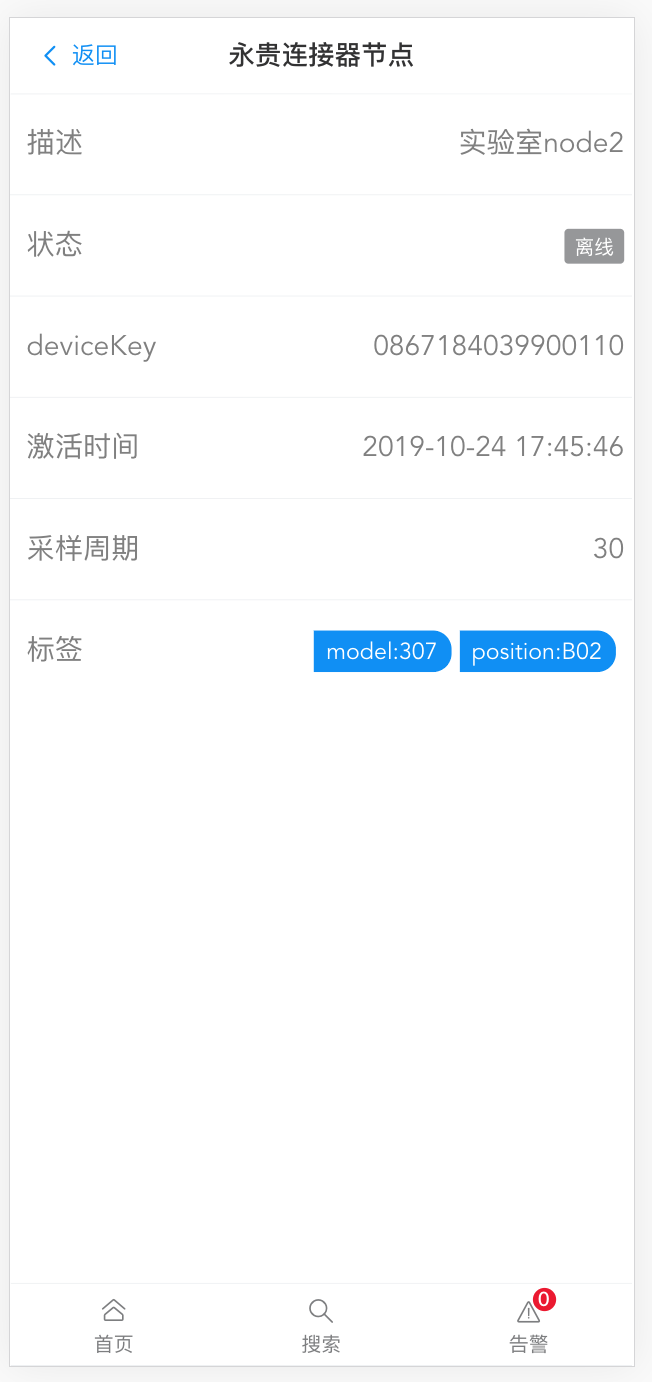 返回 永贵连接器节点
描述 实验室node2
状态 离线
deviceKey 0867184039900110
激活时间 2019-10-24 17:45:46
采样周期 30
标签 model:307 position:B02
0
首页 搜索 告警